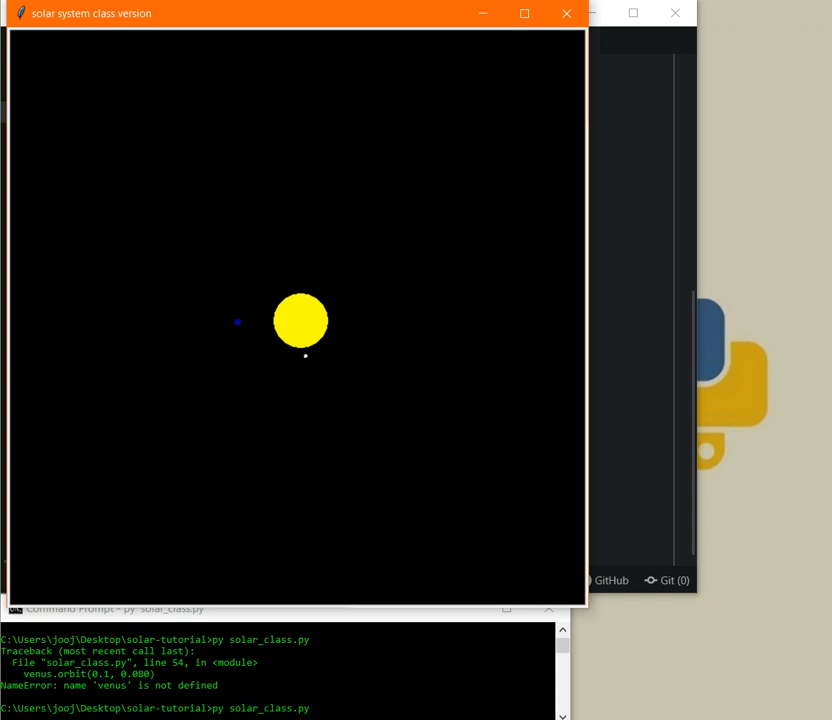 solar system class version
GitHub
Git (0)
Command Prompt - py solar_class.py
C:\Users\jooj\Desktop\solar-tutorial>py solar_class.py
Traceback (most recent call last):
  File "solar_class.py", line 54, in <module>
    venus.orbit(0.1, 0.080)
NameError: name 'venus' is not defined
C:\Users\jooj\Desktop\solar-tutorial>py solar_class.py